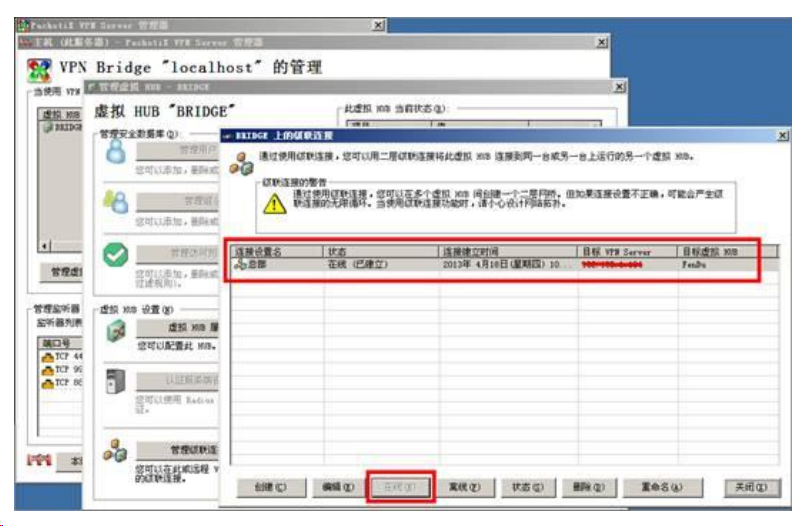 PacketiX VPN Server 管理器
主机 (此服务器) - PacketiX VPN Server 管理器
VPN Bridge "localhost" 的管理
当使用 VPN
虚拟 HUB
BRIDGE
管理虚
管理监听器
监听器列表
端口号
TCP 44
TCP 99
管理虚拟 HUB - BRIDGE
虚拟 HUB "BRIDGE"
管理安全数据库(D):
管理用户
您可以添加，删除或
您可以添加，删除或
管理访问列
您可以添加，删除或
过滤规则)。
虚拟 HUB 设置(H)
虚拟 HUB 属
您可以配置此 HUB。
您可以使用 Radius
证。
管理级联连
您可以在此或远程 V
的级联连接。
此虚拟 HUB 当前状态(Q):
BRIDGE 上的级联连接
通过使用级联连接，您可以用二层级联连接将此虚拟 HUB 连接到同一台或另一台上运行的另一个虚拟 HUB。
级联连接的警告
通过使用级联连接，您可以在多个虚拟 HUB 间创建一个二层网桥。但如果连接设置不正确，可能会产生级
联连接的无限循环。当使用级联连接功能时，请小心设计网络拓扑。
连接设置名 状态 连接建立时间 目标 VPN Server 目标虚拟 HUB
总部 在线 (已建立) 2013年 4月18日(星期四) 10... FenBu
创建(C) 编辑(E) 在线(O) 离线(F) 状态(S) 删除(D) 重命名(A) 关闭(X)